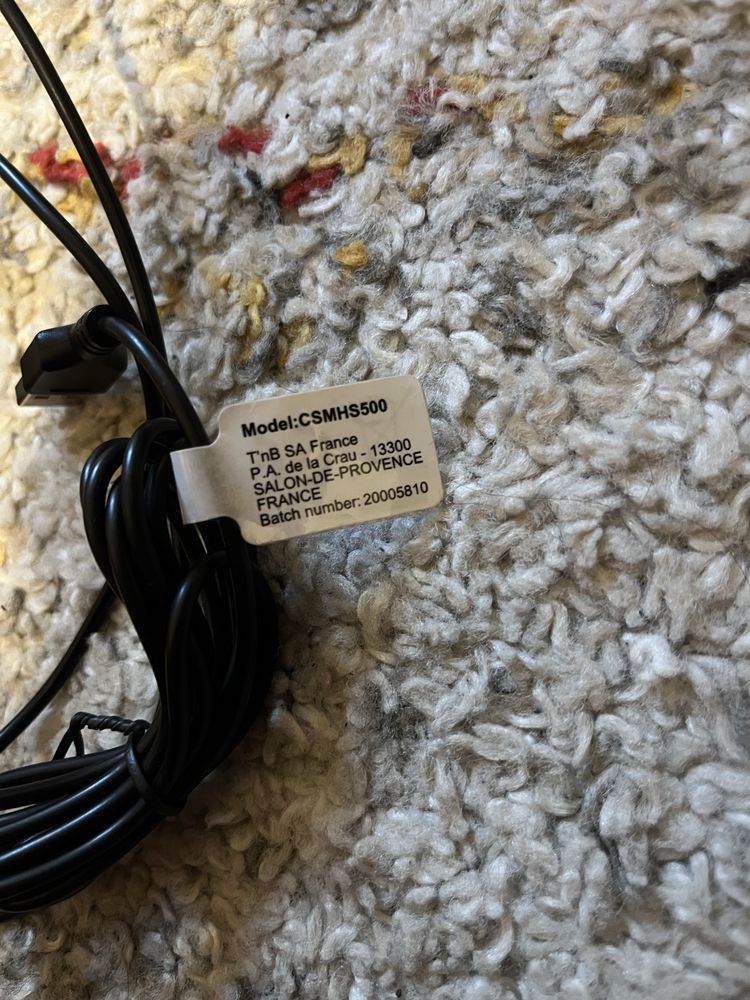 Model:CSMHS500
T'nB SA France
P.A. de la Crau - 13300
SALON-DE-PROVENCE
FRANCE
Batch number: 20005810